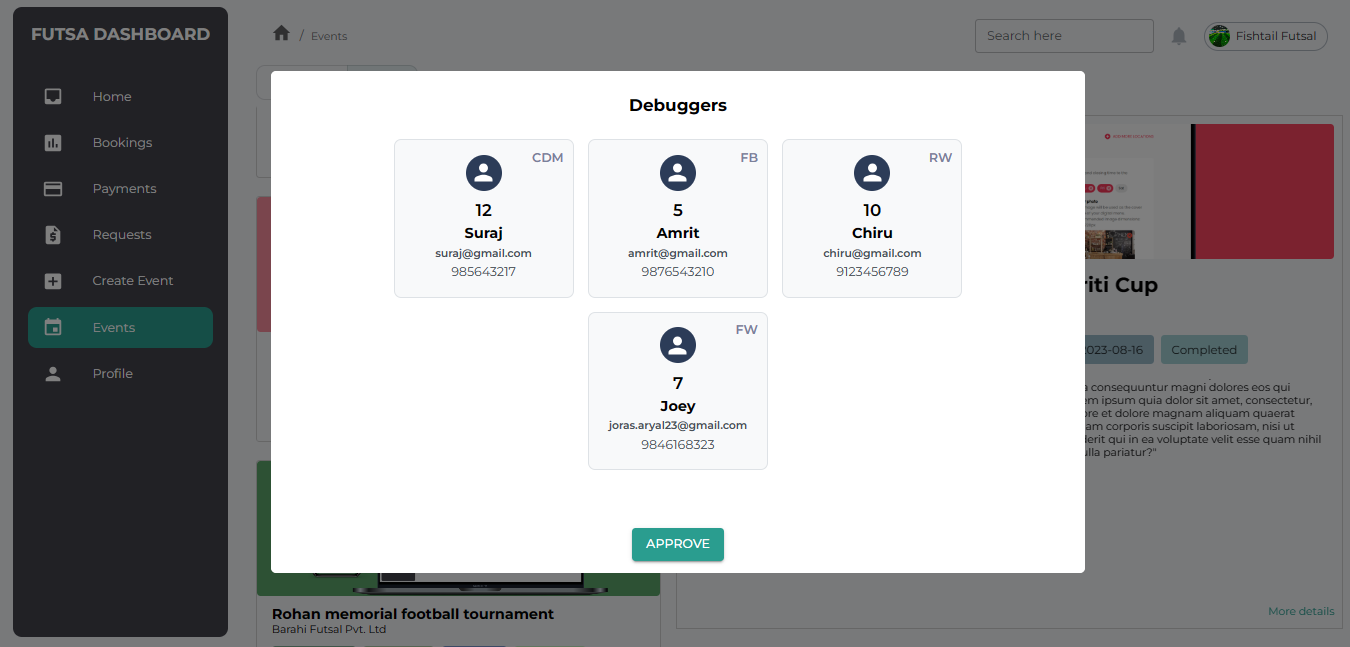 FUTSA DASHBOARD
Home
Bookings
Payments
Requests
Create Event
Events
Profile
/ Events
Search here
Fishtail Futsal
Debuggers
CDM
12
Suraj
suraj@gmail.com
985643217
FB
5
Amrit
amrit@gmail.com
9876543210
RW
10
Chiru
chiru@gmail.com
9123456789
FW
7
Joey
joras.aryal23@gmail.com
9846168323
APPROVE
riti Cup
2023-08-16
Completed
a consequuntur magni dolores eos qui
em ipsum quia dolor sit amet, consectetur,
ore et dolore magnam aliquam quaerat
am corporis suscipit laboriosam, nisi ut
derit qui in ea voluptate velit esse quam nihil
ulla pariatur?"
More details
Rohan memorial football tournament
Barahi Futsal Pvt. Ltd